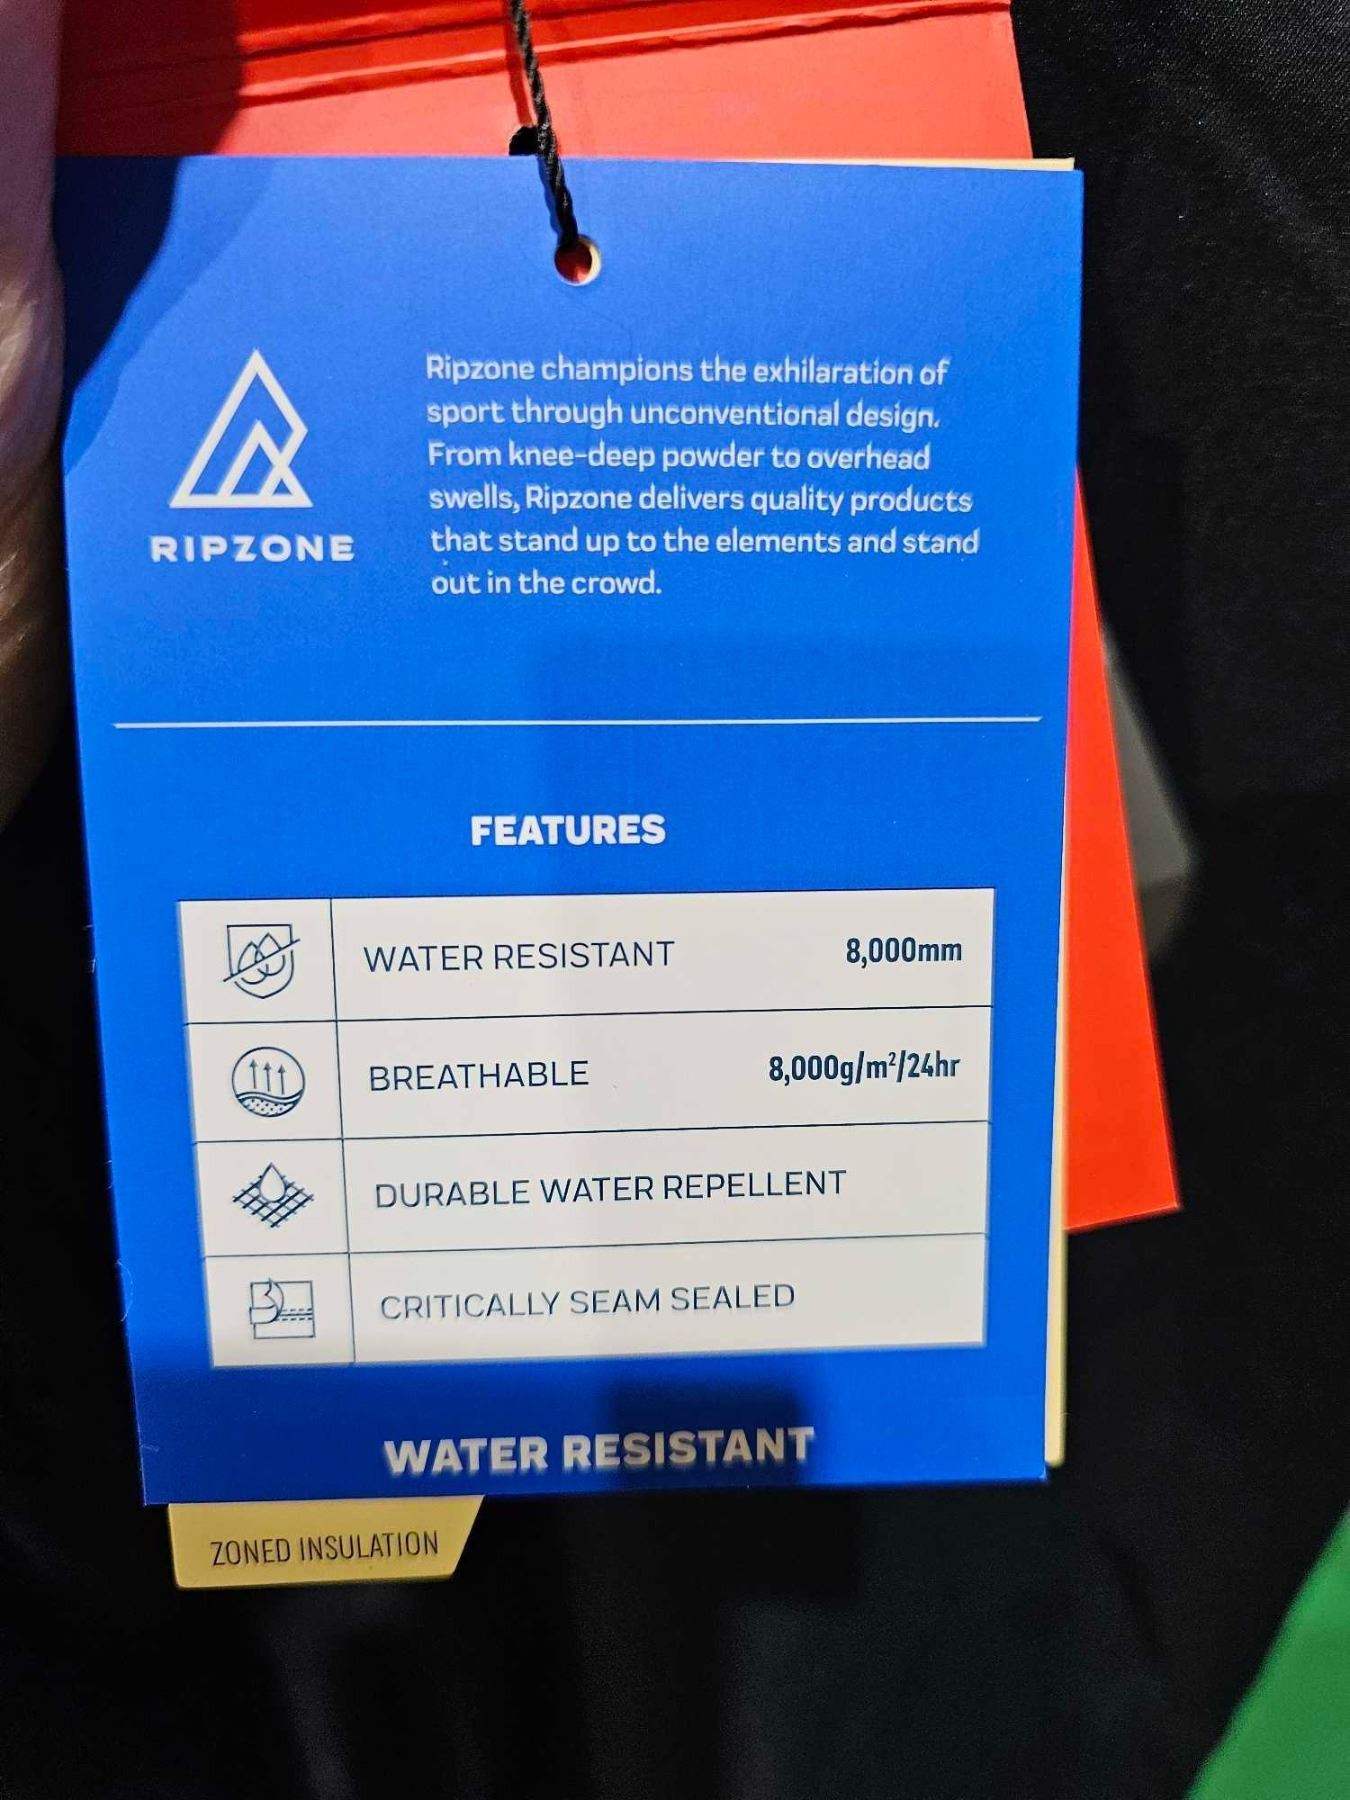 RIPZONE
Ripzone champions the exhilaration of
sport through unconventional design.
From knee-deep powder to overhead
swells, Ripzone delivers quality products
that stand up to the elements and stand
out in the crowd.
FEATURES
WATER RESISTANT 8,000mm
BREATHABLE 8,000g/m²/24hr
DURABLE WATER REPELLENT
CRITICALLY SEAM SEALED
WATER RESISTANT
ZONED INSULATION